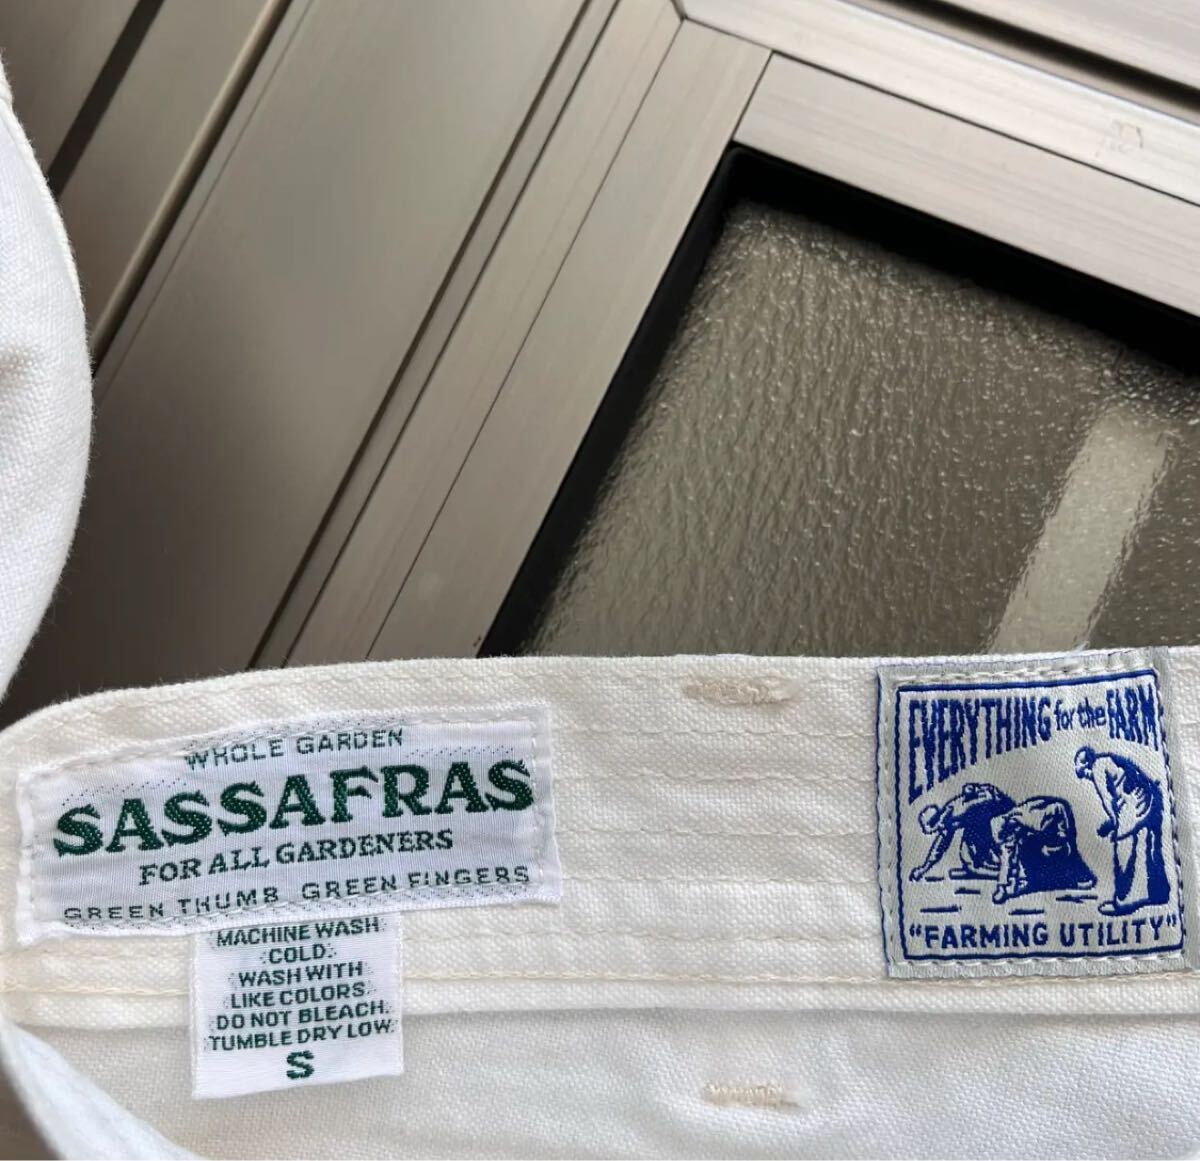 WHOLE GARDEN
SASSAFRAS
FOR ALL GARDENERS
GREEN THUMB GREEN FINGERS
MACHINE WASH
COLD.
WASH WITH
LIKE COLORS.
DO NOT BLEACH.
TUMBLE DRY LOW.
S
EVERYTHING for the FARM
"FARMING UTILITY"